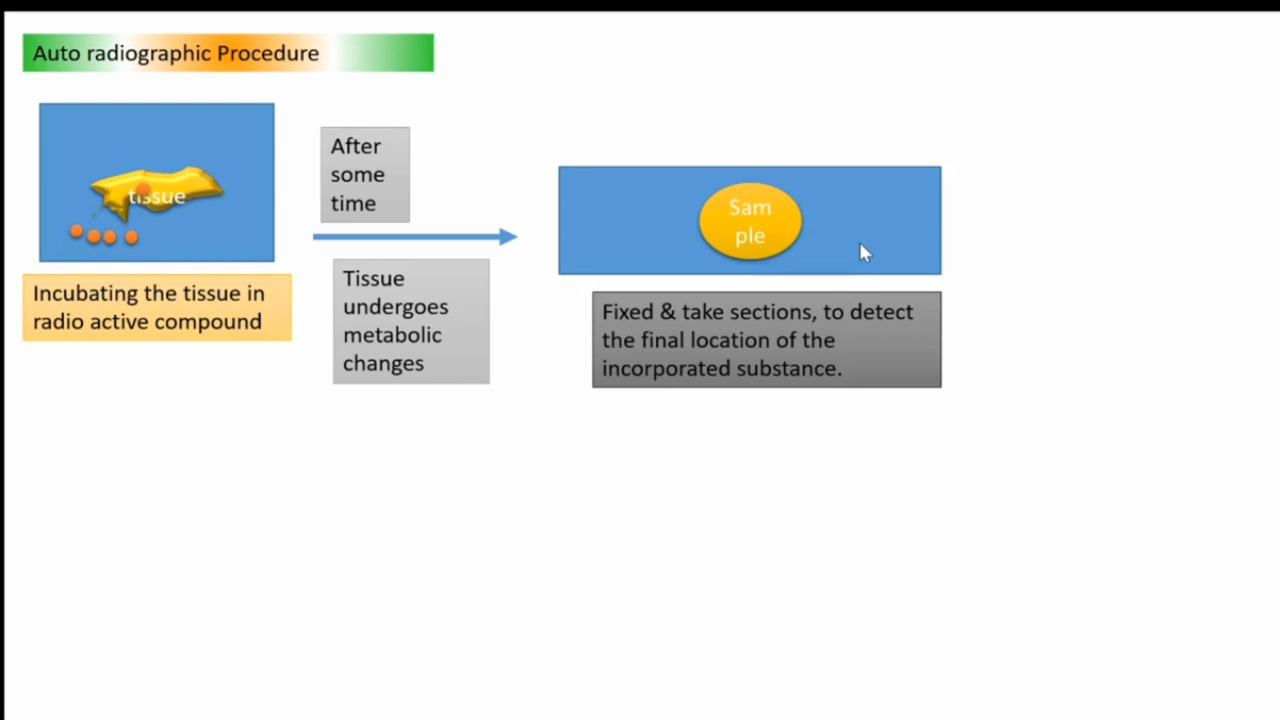 Auto radiographic Procedure
tissue
Incubating the tissue in
radio active compound
After
some
time
Tissue
undergoes
metabolic
changes
Sam
ple
Fixed & take sections, to detect
the final location of the
incorporated substance.